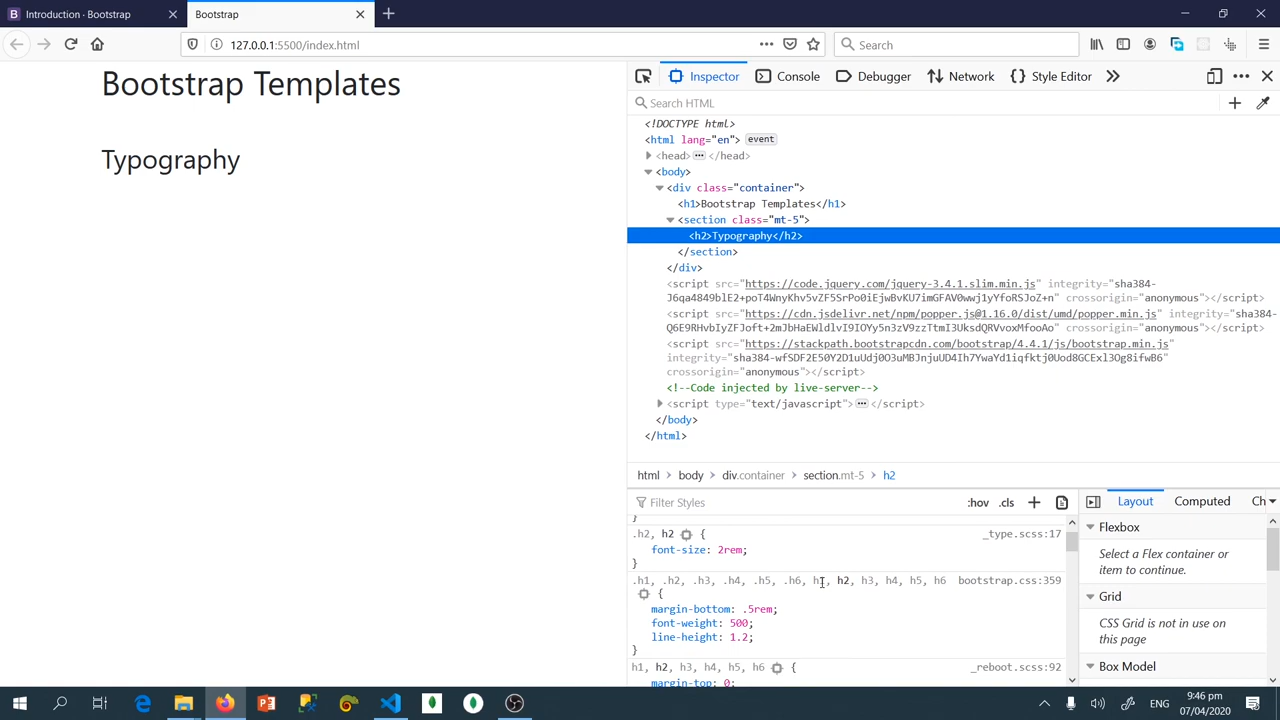 Introduction · Bootstrap
Bootstrap
127.0.0.1:5500/index.html
Search
Bootstrap Templates
Typography
Inspector
Console
Debugger
Network
Style Editor
Search HTML
<!DOCTYPE html>
<html lang="en"> event
<head> </head>
<body>
<div class="container">
<h1>Bootstrap Templates</h1>
<section class="mt-5">
<h2>Typography</h2>
</section>
</div>
<script src="https://code.jquery.com/jquery-3.4.1.slim.min.js" integrity="sha384-
J6qa4849blE2+poT4WnyKhv5vZF5SrPo0iEjwBvKU7imGFAV0wwj1yYfoRSJoZ+n" crossorigin="anonymous"></script>
<script src="https://cdn.jsdelivr.net/npm/popper.js@1.16.0/dist/umd/popper.min.js" integrity="sha384-
Q6E9RHvbIyZFJoft+2mJbHaEWldlvI9IOYy5n3zV9zzTtmI3UksdQRVvoxMfooAo" crossorigin="anonymous"></script>
<script src="https://stackpath.bootstrapcdn.com/bootstrap/4.4.1/js/bootstrap.min.js"
integrity="sha384-wfSDF2E50Y2D1uUdj0O3uMBJnjuUD4Ih7YwaYd1iqfktj0Uod8GCExl3Og8ifwB6"
crossorigin="anonymous"></script>
<!--Code injected by live-server-->
<script type="text/javascript"> </script>
</body>
</html>
html > body > div.container > section.mt-5 > h2
Filter Styles
:hov .cls
Layout
Computed
Ch
}
.h2, h2 { _type.scss:17
font-size: 2rem;
}
.h1, .h2, .h3, .h4, .h5, .h6, h1, h2, h3, h4, h5, h6 bootstrap.css:359
{
margin-bottom: .5rem;
font-weight: 500;
line-height: 1.2;
}
h1, h2, h3, h4, h5, h6 { _reboot.scss:92
margin-top: 0;
Flexbox
Select a Flex container or
item to continue.
Grid
CSS Grid is not in use on
this page
Box Model
ENG
9:46 pm
07/04/2020